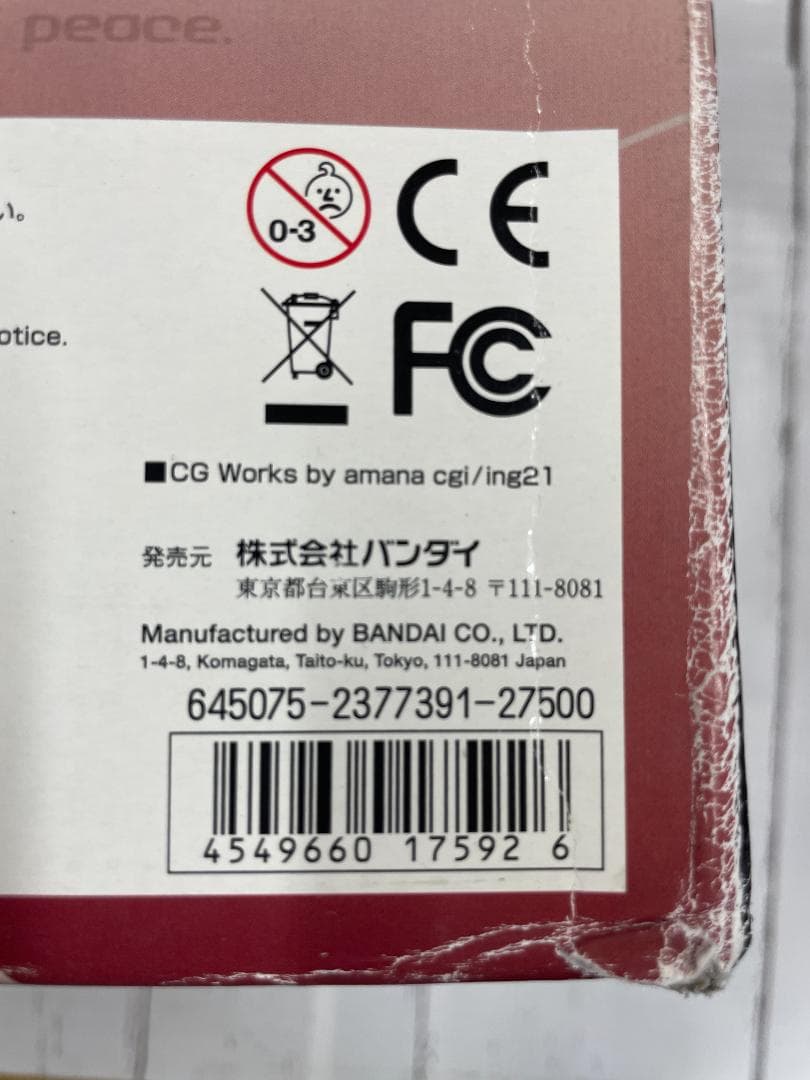 peace.
い。
0-3
CE
otice.
FC
■CG Works by amana cgi/ing21
発売元 株式会社バンダイ
東京都台東区駒形1-4-8 〒111-8081
Manufactured by BANDAI CO., LTD.
1-4-8, Komagata, Taito-ku, Tokyo, 111-8081 Japan
645075-2377391-27500
4549660 17592 6